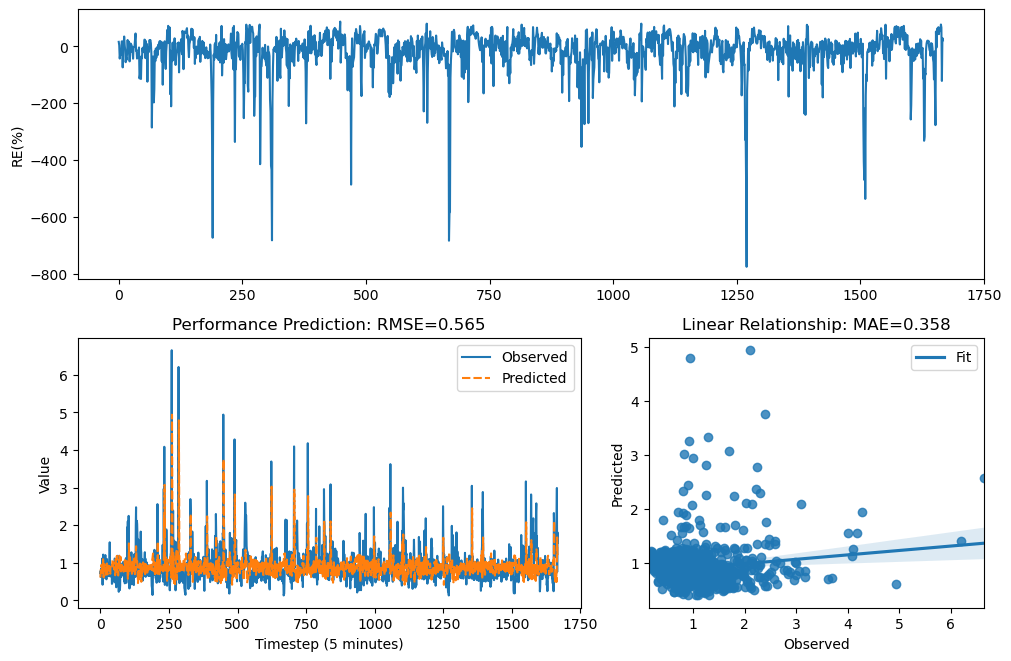 0
−200
−400
−600
−800
RE(%)
0 250 500 750 1000 1250 1500 1750
Performance Prediction: RMSE=0.565
Observed
Predicted
6
5
4
3
2
1
0
Value
0 250 500 750 1000 1250 1500 1750
Timestep (5 minutes)
Linear Relationship: MAE=0.358
Fit
5
4
3
2
1
Predicted
1 2 3 4 5 6
Observed